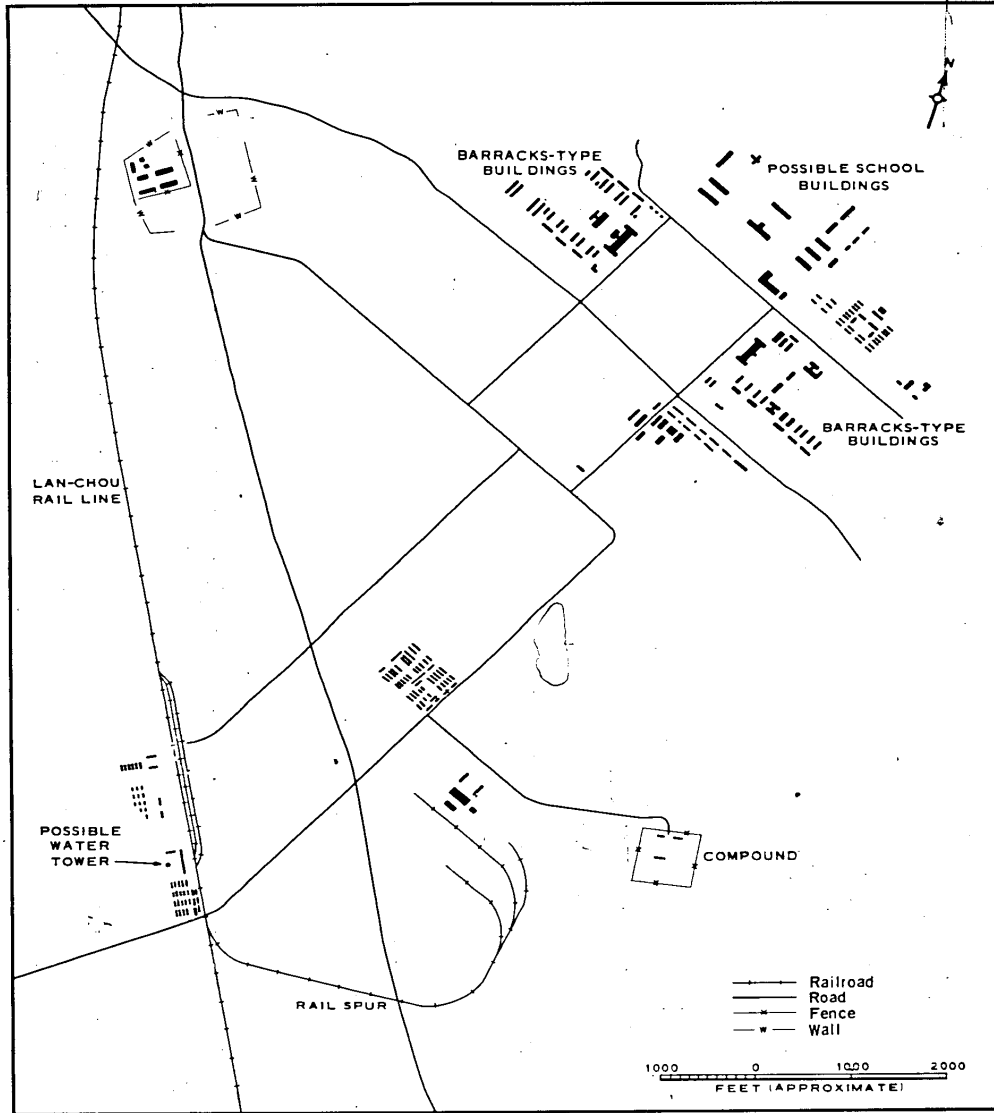 N
BARRACKS-TYPE
BUILDINGS
POSSIBLE SCHOOL
BUILDINGS
BARRACKS-TYPE
BUILDINGS
LAN-CHOU
RAIL LINE
POSSIBLE
WATER
TOWER
COMPOUND
RAIL SPUR
Railroad
Road
Fence
W Wall
1000 0 1000 2000
FEET (APPROXIMATE)
W
W
W
W
W
W